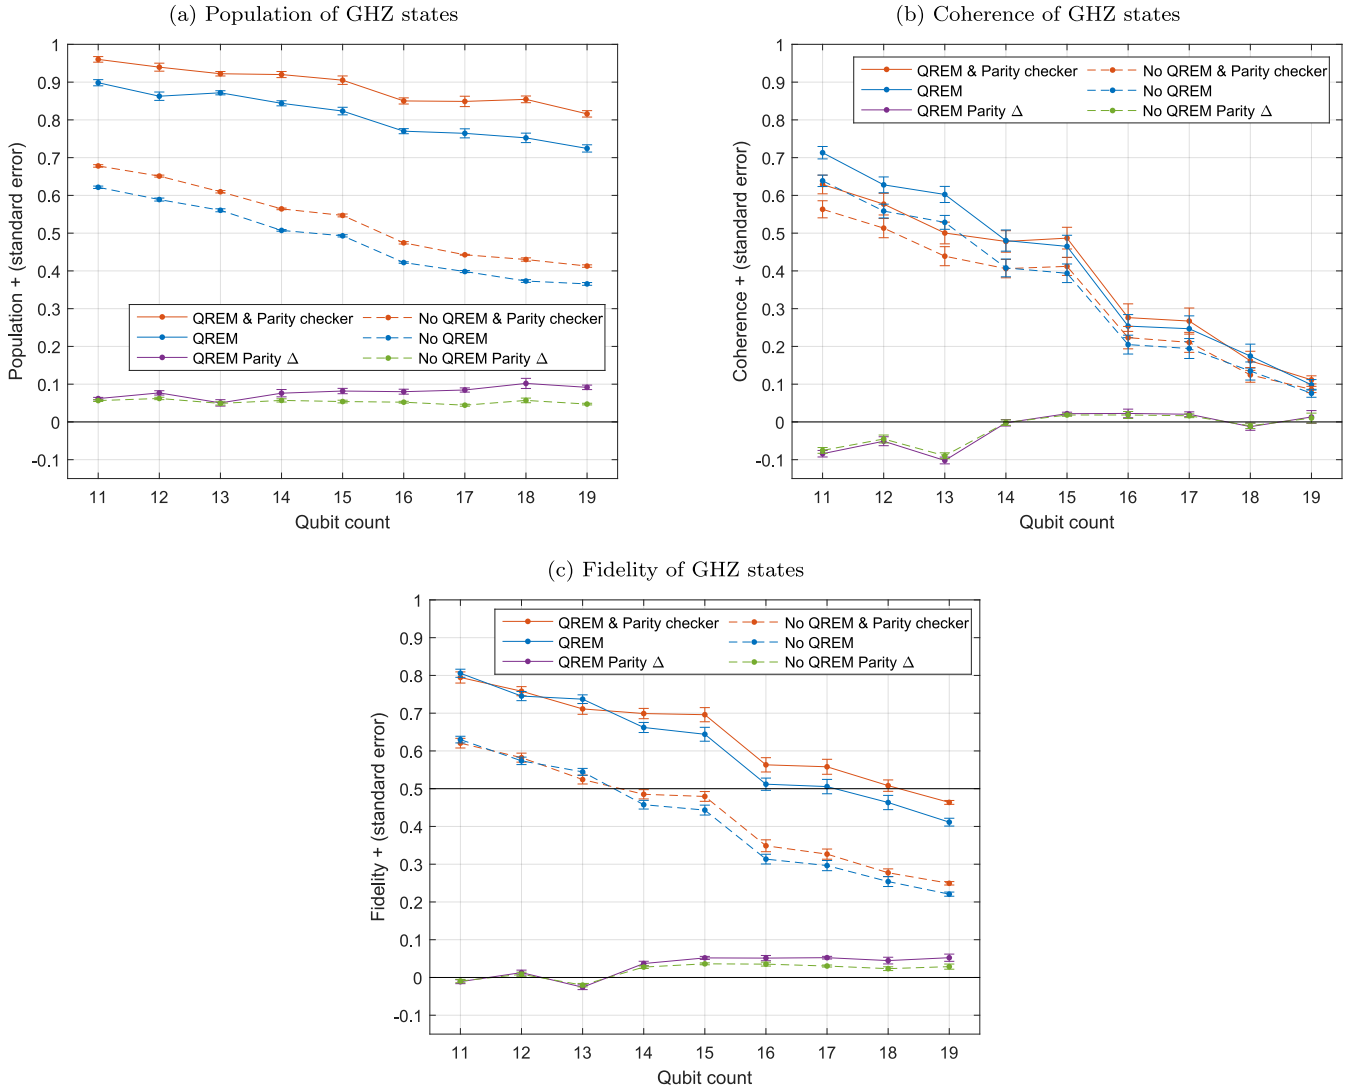 (a) Population of GHZ states
Population + (standard error)
1
0.9
0.8
0.7
0.6
0.5
0.4
0.3
0.2
0.1
0
-0.1
QREM & Parity checker
QREM
QREM Parity Δ
No QREM & Parity checker
No QREM
No QREM Parity Δ
11 12 13 14 15 16 17 18 19
Qubit count
(b) Coherence of GHZ states
Coherence + (standard error)
1
0.9
0.8
0.7
0.6
0.5
0.4
0.3
0.2
0.1
0
-0.1
QREM & Parity checker
QREM
QREM Parity Δ
No QREM & Parity checker
No QREM
No QREM Parity Δ
11 12 13 14 15 16 17 18 19
Qubit count
(c) Fidelity of GHZ states
Fidelity + (standard error)
1
0.9
0.8
0.7
0.6
0.5
0.4
0.3
0.2
0.1
0
-0.1
QREM & Parity checker
QREM
QREM Parity Δ
No QREM & Parity checker
No QREM
No QREM Parity Δ
11 12 13 14 15 16 17 18 19
Qubit count